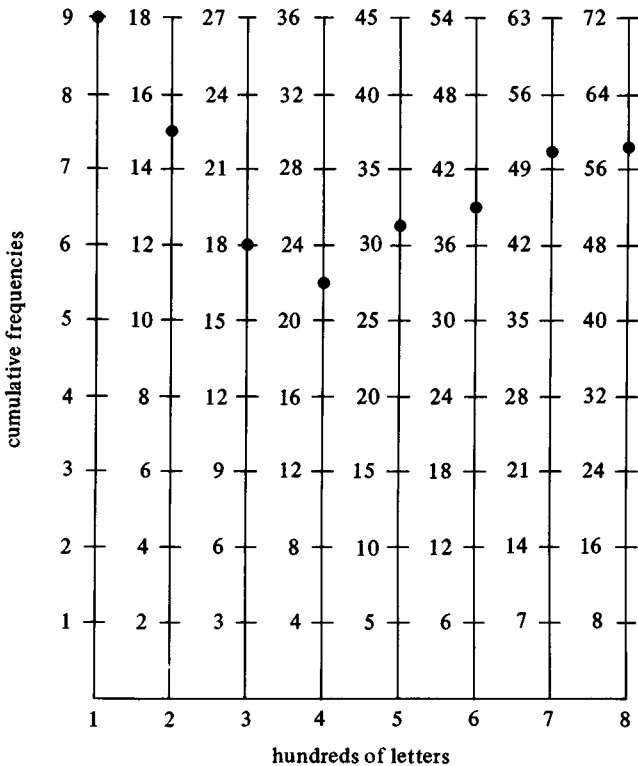 9 18 27 36 45 54 63 72
8 16 24 32 40 48 56 64
7 14 21 28 35 42 49 56
6 12 18 24 30 36 42 48
5 10 15 20 25 30 35 40
4 8 12 16 20 24 28 32
3 6 9 12 15 18 21 24
2 4 6 8 10 12 14 16
1 2 3 4 5 6 7 8
cumulative frequencies
1 2 3 4 5 6 7 8
hundreds of letters